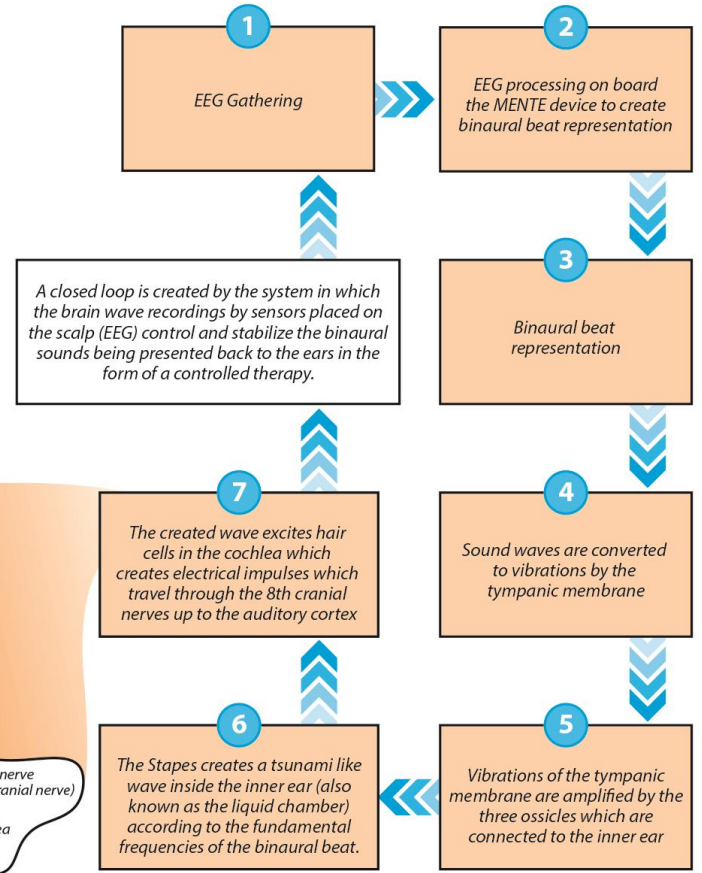 1
EEG Gathering
2
EEG processing on board
the MENTE device to create
binaural beat representation
3
Binaural beat
representation
4
Sound waves are converted
to vibrations by the
tympanic membrane
5
Vibrations of the tympanic
membrane are amplified by the
three ossicles which are
connected to the inner ear
6
The Stapes creates a tsunami like
wave inside the inner ear (also
known as the liquid chamber)
according to the fundamental
frequencies of the binaural beat.
7
The created wave excites hair
cells in the cochlea which
creates electrical impulses which
travel through the 8th cranial
nerves up to the auditory cortex
A closed loop is created by the system in which
the brain wave recordings by sensors placed on
the scalp (EEG) control and stabilize the binaural
sounds being presented back to the ears in the
form of a controlled therapy.
nerve
nerve)